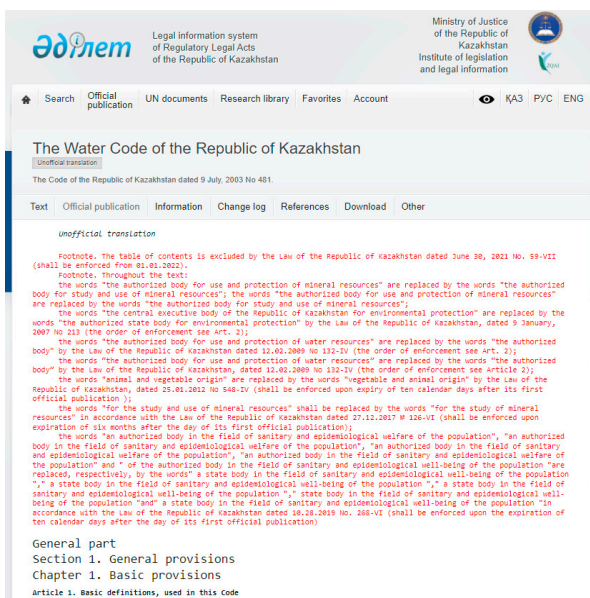 Әділет
Legal information system
of Regulatory Legal Acts
of the Republic of Kazakhstan
Ministry of Justice
of the Republic of
Kazakhstan
Institute of legislation
and legal information
ZQAI
Search
Official
publication
UN documents
Research library
Favorites
Account
ҚАЗ
РУС
ENG
The Water Code of the Republic of Kazakhstan
Unofficial translation
The Code of the Republic of Kazakhstan dated 9 July, 2003 No 481.
Text
Official publication
Information
Change log
References
Download
Other
Unofficial translation
Footnote. The table of contents is excluded by the Law of the Republic of Kazakhstan dated June 30, 2021 No. 59-VII
(shall be enforced from 01.01.2022).
Footnote. Throughout the text:
the words "the authorized body for use and protection of mineral resources" are replaced by the words "the authorized
body for study and use of mineral resources"; the words "the authorized body for use and protection of mineral resources"
are replaced by the words "the authorized body for study and use of mineral resources";
the words "the central executive body of the Republic of Kazakhstan for environmental protection" are replaced by the
words "the authorized state body for environmental protection" by the Law of the Republic of Kazakhstan, dated 9 January,
2007 No 213 (the order of enforcement see Art. 2);
the words "the authorized body for use and protection of water resources" are replaced by the words "the authorized
body" by the Law of the Republic of Kazakhstan dated 12.02.2009 No 132-IV (the order of enforcement see Art. 2);
the words "the authorized body for use and protection of water resources" are replaced by the words "the authorized
body" by the Law of the Republic of Kazakhstan, dated 12.02.2009 No 132-IV (the order of enforcement see Article 2);
the words "animal and vegetable origin" are replaced by the words "vegetable and animal origin" by the Law of the
Republic of Kazakhstan, dated 25.01.2012 No 548-IV (shall be enforced upon expiry of ten calendar days after its first
official publication );
the words "for the study and use of mineral resources" shall be replaced by the words "for the study of mineral
resources" in accordance with the Law of the Republic of Kazakhstan dated 27.12.2017 № 126-VI (shall be enforced upon
expiration of six months after the day of its first official publication);
the words "an authorized body in the field of sanitary and epidemiological welfare of the population", "an authorized
body in the field of sanitary and epidemiological welfare of the population", "an authorized body in the field of sanitary
and epidemiological welfare of the population", "an authorized body in the field of sanitary and epidemiological welfare of
the population" and " of the authorized body in the field of sanitary and epidemiological well-being of the population "are
replaced, respectively, by the words" a state body in the field of sanitary and epidemiological well-being of the population
"," a state body in the field of sanitary and epidemiological well-being of the population "," a state body in the field of
sanitary and epidemiological well-being of the population "," state body in the field of sanitary and epidemiological well-
being of the population "and" a state body in the field of sanitary and epidemiological well-being of the population "in
accordance with the Law of the Republic of Kazakhstan dated 10.28.2019 No. 268-VI (shall be enforced upon the expiration of
ten calendar days after the day of its first official publication)
General part
Section 1. General provisions
Chapter 1. Basic provisions
Article 1. Basic definitions, used in this Code